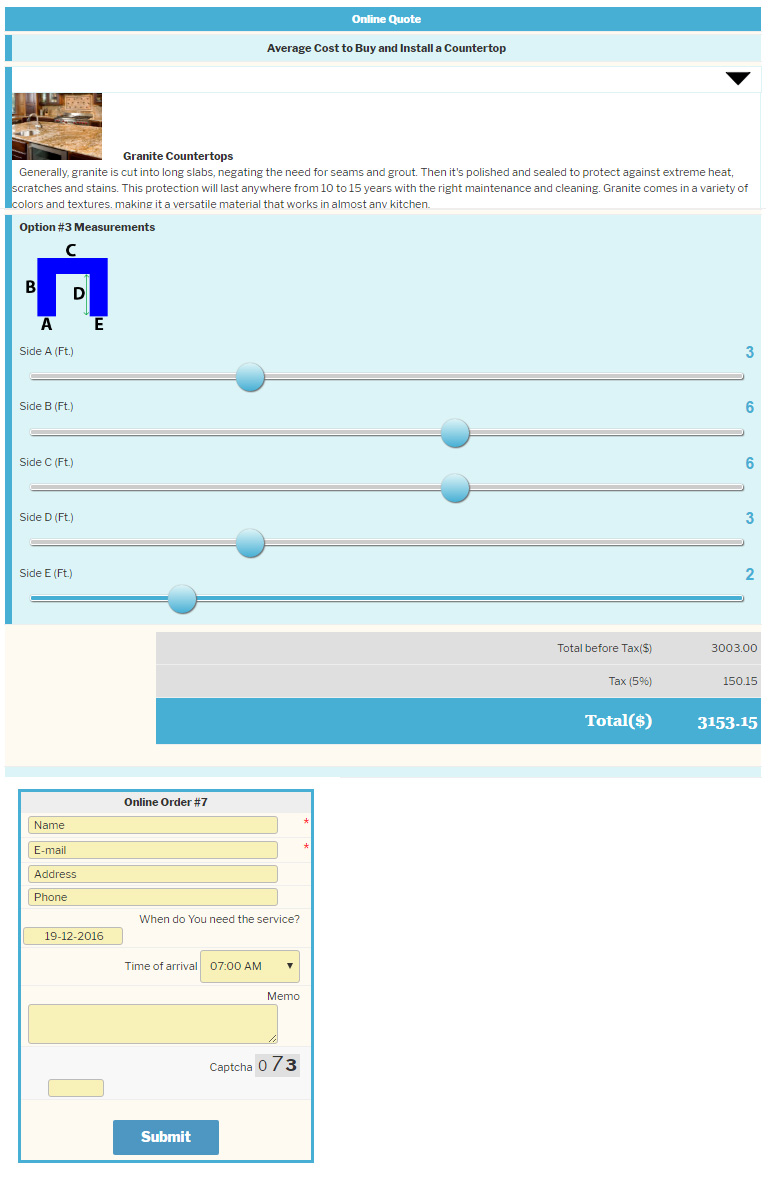 Online Quote
Average Cost to Buy and Install a Countertop
Granite Countertops
Generally, granite is cut into long slabs, negating the need for seams and grout. Then it's polished and sealed to protect against extreme heat,
scratches and stains. This protection will last anywhere from 10 to 15 years with the right maintenance and cleaning. Granite comes in a variety of
colors and textures, making it a versatile material that works in almost any kitchen.
Option #3 Measurements
C
B
D
A E
Side A (Ft.) 3
Side B (Ft.) 6
Side C (Ft.) 6
Side D (Ft.) 3
Side E (Ft.) 2
Total before Tax($) 3003.00
Tax (5%) 150.15
Total($) 3153.15
Online Order #7
Name *
E-mail *
Address
Phone
When do You need the service?
19-12-2016
Time of arrival 07:00 AM
Memo
Captcha 073
Submit